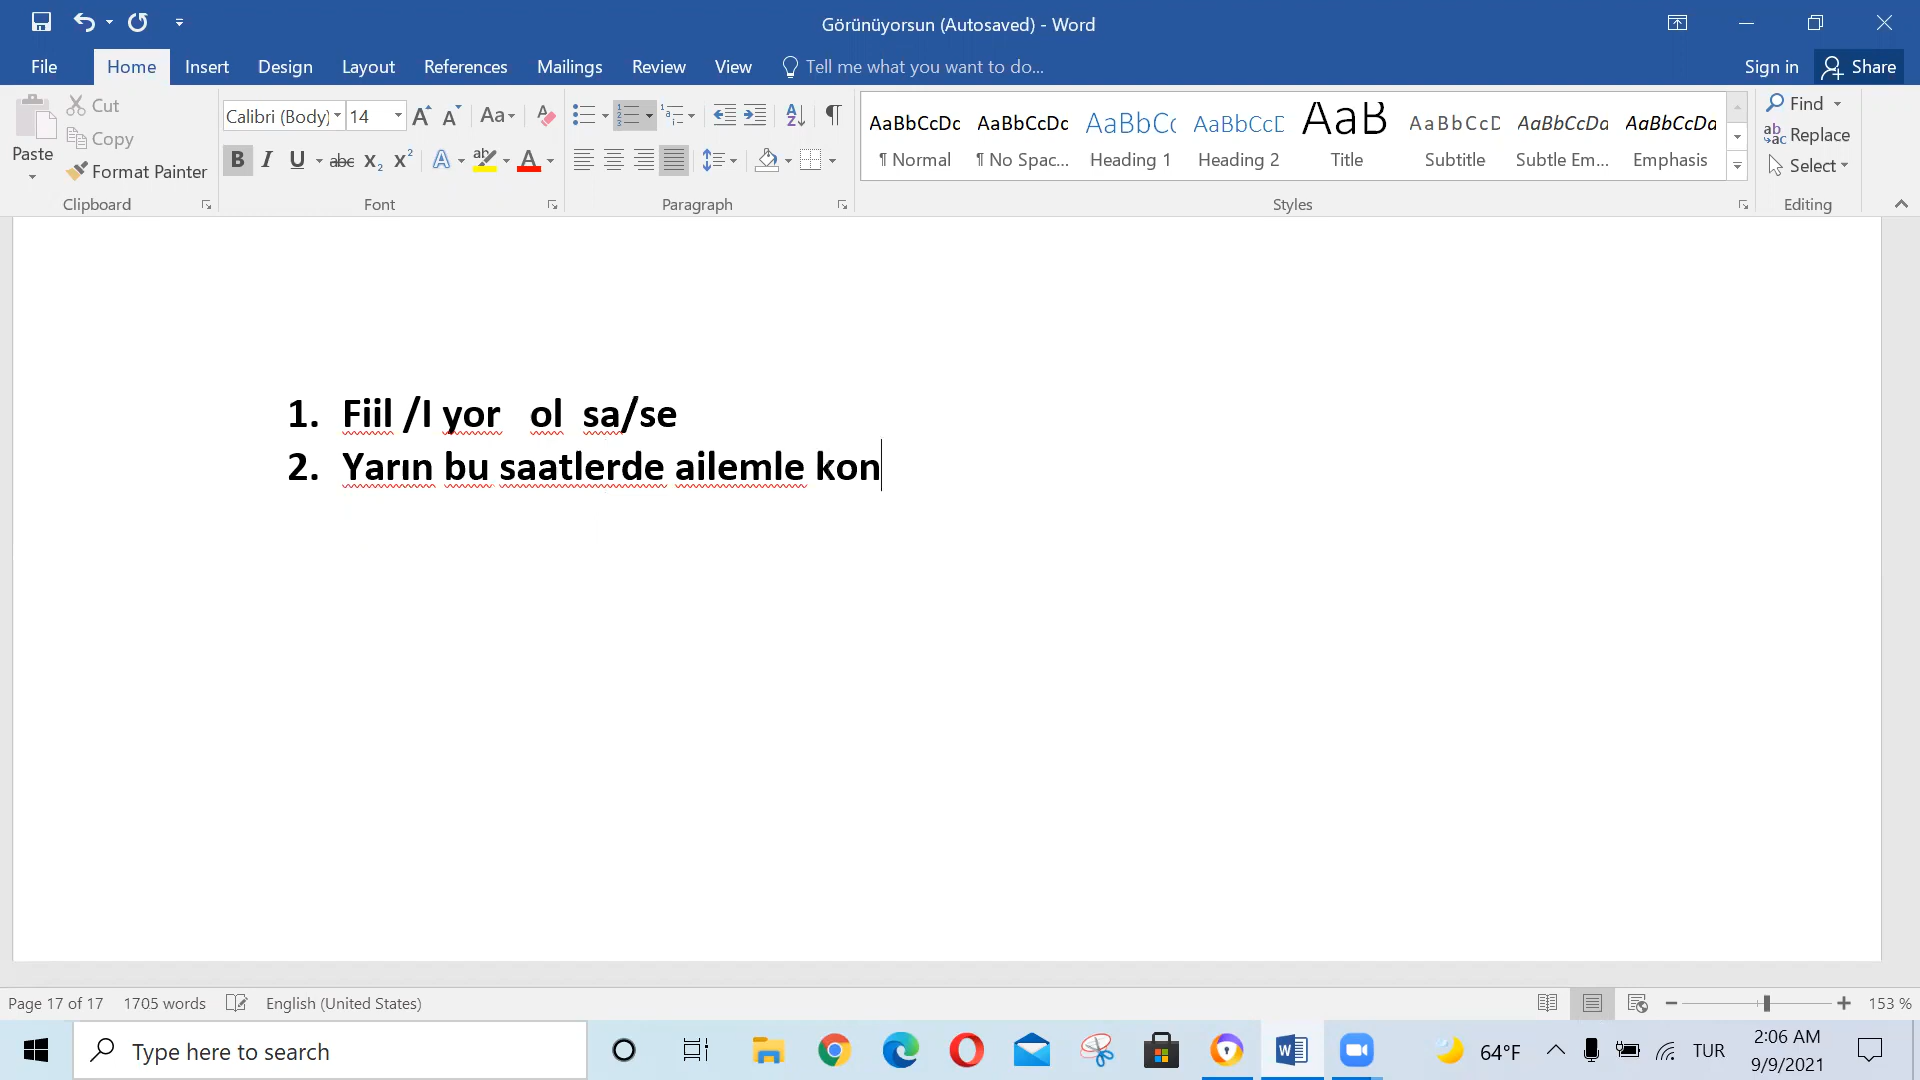 Görünüyorsun (Autosaved) - Word
File Home Insert Design Layout References Mailings Review View Tell me what you want to do... Sign in Share
Paste
Cut
Copy
Format Painter
Clipboard
Calibri (Body) 14
Font
Paragraph
AaBbCcDc AaBbCcDc AaBbCc AaBbCcD AaB AaBbCcD AaBbCcDa AaBbCcDa
¶ Normal ¶ No Spac... Heading 1 Heading 2 Title Subtitle Subtle Em... Emphasis
Styles
Find
Replace
Select
Editing
1. Fiil /I yor ol sa/se
2. Yarın bu saatlerde ailemle kon
Page 17 of 17 1705 words English (United States) 153 %
Type here to search
64°F TUR
2:06 AM
9/9/2021